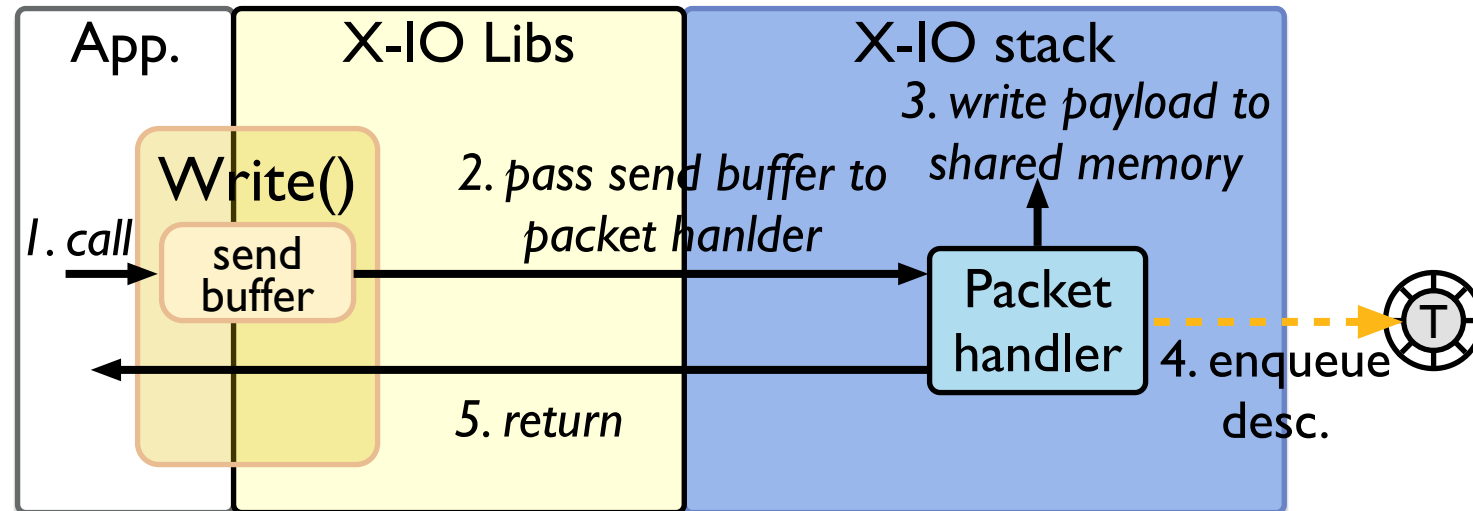 App.
X-IO Libs
X-IO stack
Write()
1. call
send
buffer
2. pass send buffer to
packet hanlder
3. write payload to
shared memory
Packet
handler
4. enqueue
desc.
T
5. return